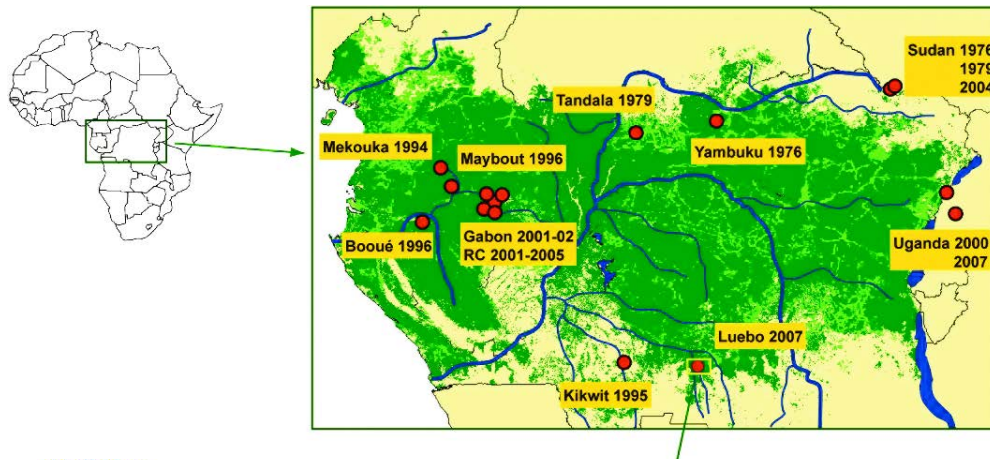 Sudan 1976
1979
2004
Tandala 1979
Mekouka 1994
Maybout 1996
Yambuku 1976
Booué 1996
Gabon 2001-02
RC 2001-2005
Uganda 2000
2007
Luebo 2007
Kikwit 1995